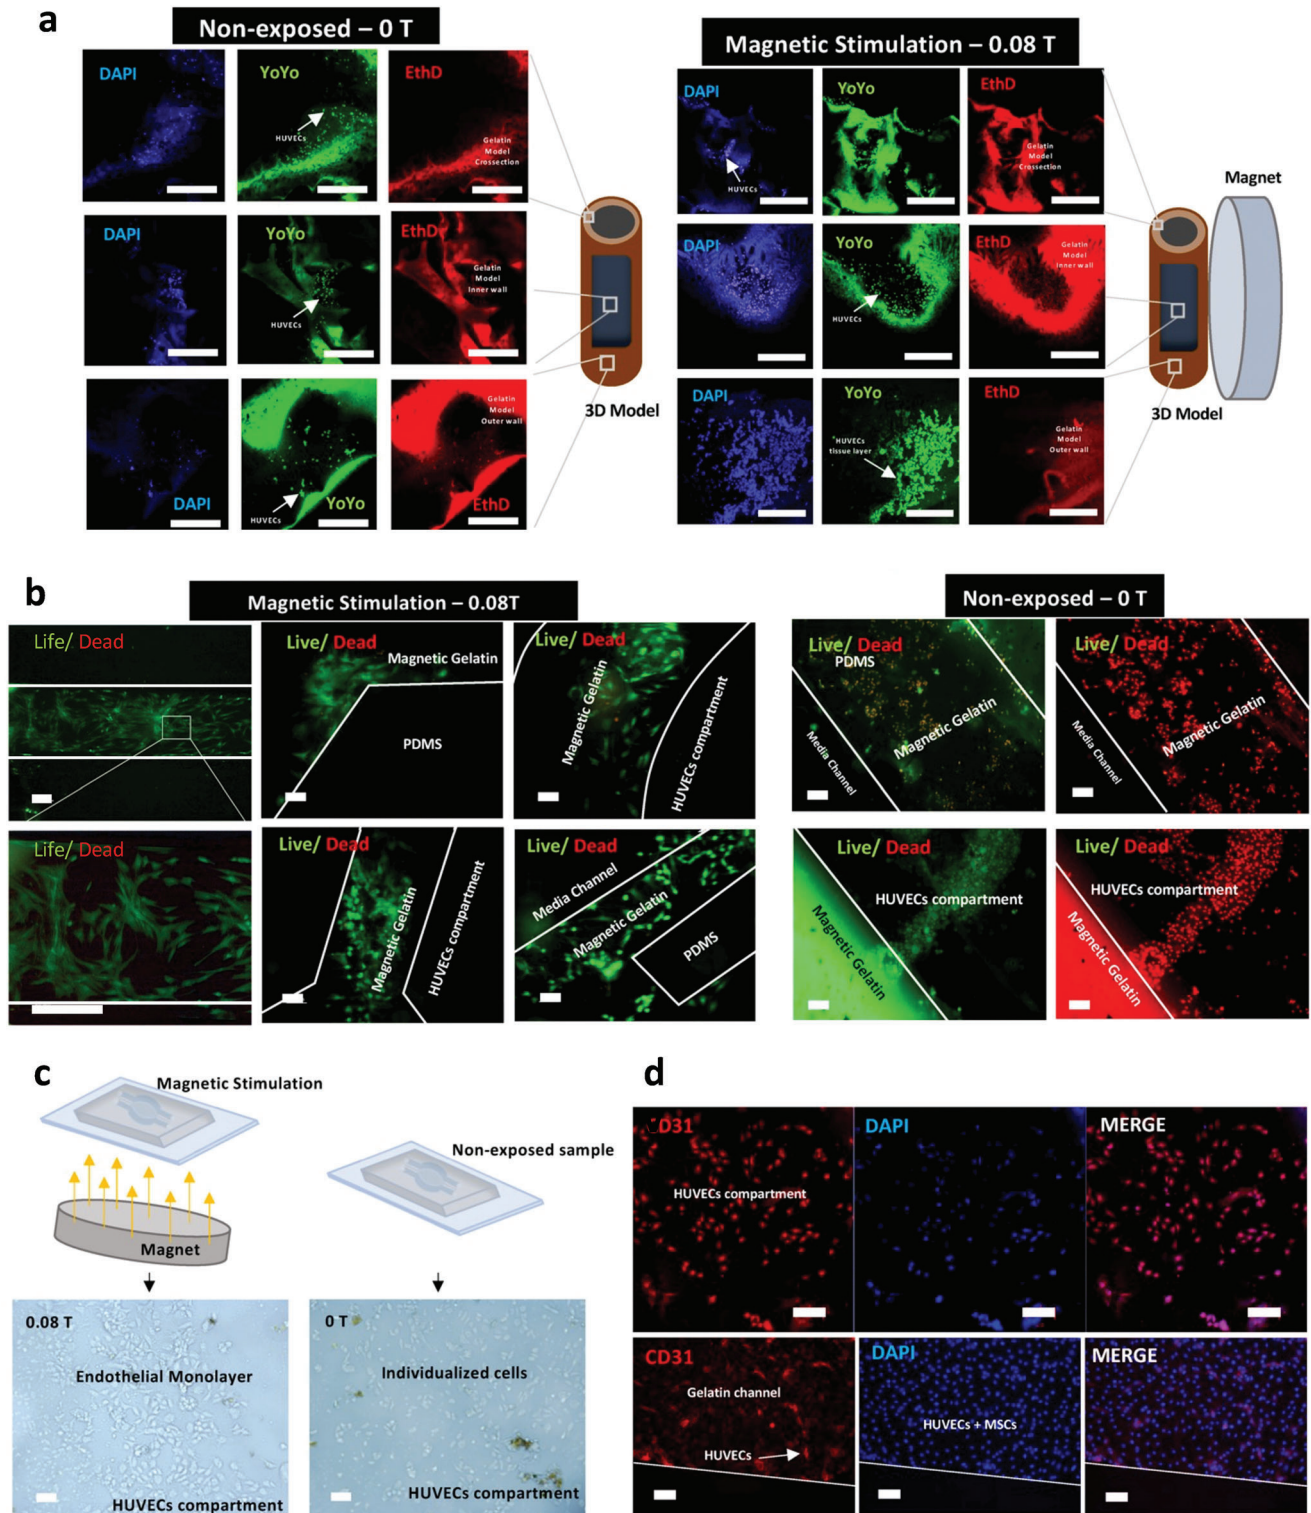 a
Non-exposed – 0 T
DAPI
YoYo
HUVECs
EthD
Gelatin
Model
Crossection
DAPI
YoYo
HUVECs
EthD
Gelatin
Model
Inner wall
DAPI
YoYo
HUVECs
EthD
Gelatin
Model
Outer wall
3D Model
Magnetic Stimulation – 0.08 T
DAPI
HUVECs
YoYo
EthD
Gelatin
Model
Crossection
DAPI
YoYo
HUVECs
EthD
Gelatin
Model
Inner wall
DAPI
YoYo
HUVECs
tissue layer
EthD
Gelatin
Model
Outer wall
Magnet
3D Model
b
Magnetic Stimulation – 0.08T
Life/ Dead
Live/ Dead
Magnetic Gelatin
PDMS
Live/ Dead
Magnetic Gelatin
HUVECs compartment
Life/ Dead
Live/ Dead
Magnetic Gelatin
HUVECs compartment
Live/ Dead
Media Channel
Magnetic Gelatin
PDMS
Non-exposed – 0 T
Live/ Dead
PDMS
Magnetic Gelatin
Media Channel
Live/ Dead
Magnetic Gelatin
Media Channel
Live/ Dead
HUVECs compartment
Magnetic Gelatin
Live/ Dead
HUVECs compartment
Magnetic Gelatin
c
Magnetic Stimulation
Magnet
Non-exposed sample
0.08 T
Endothelial Monolayer
HUVECs compartment
0 T
Individualized cells
HUVECs compartment
d
CD31
HUVECs compartment
DAPI
MERGE
CD31
Gelatin channel
HUVECs
DAPI
HUVECs + MSCs
MERGE